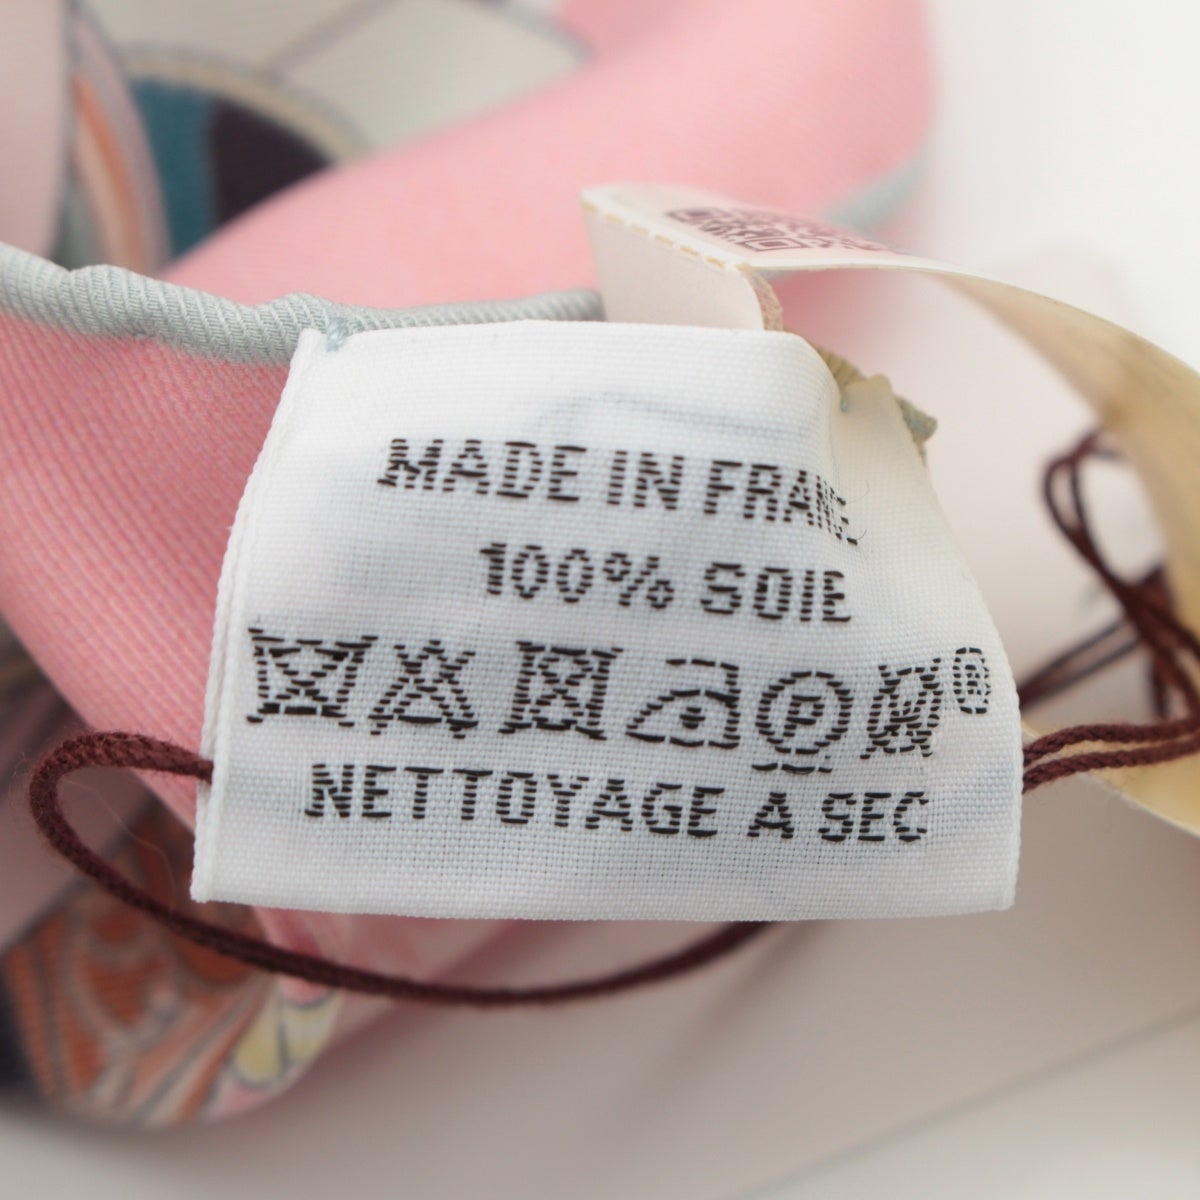 MADE IN FRANCE
100% SOIE
P W ®
NETTOYAGE A SEC